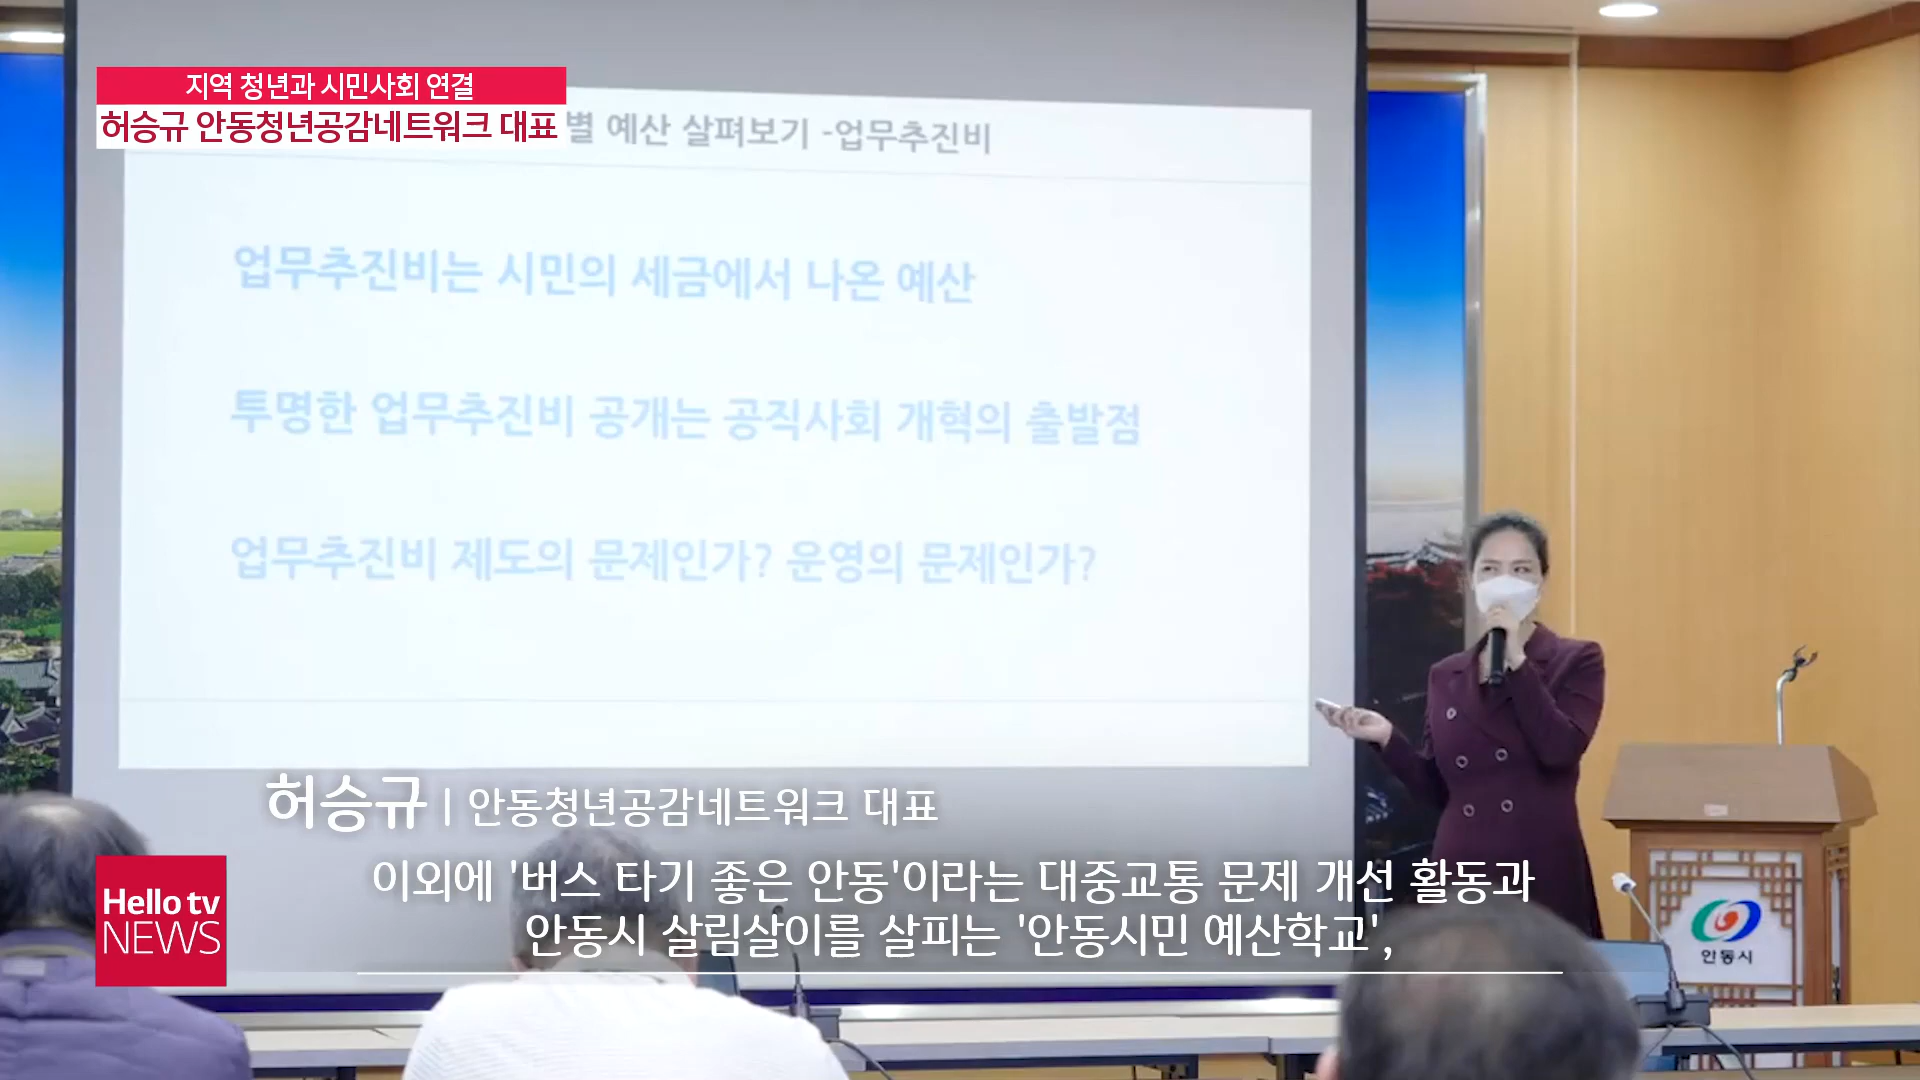 지역 청년과 시민사회 연결
허승규 안동청년공감네트워크 대표
별 예산 살펴보기 -업무추진비
업무추진비는 시민의 세금에서 나온 예산
투명한 업무추진비 공개는 공직사회 개혁의 출발점
업무추진비 제도의 문제인가? 운영의 문제인가?
허승규 | 안동청년공감네트워크 대표
이외에 '버스 타기 좋은 안동'이라는 대중교통 문제 개선 활동과
안동시 살림살이를 살피는 '안동시민 예산학교',
Hello tv
NEWS
안동시